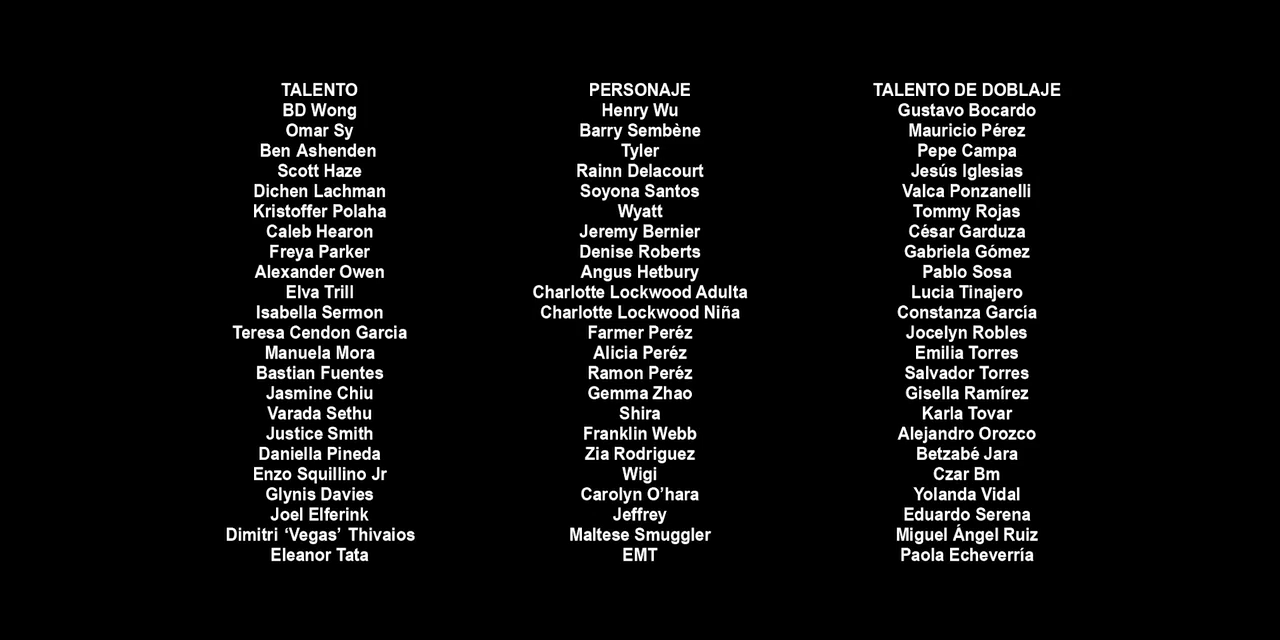 TALENTO PERSONAJE TALENTO DE DOBLAJE
BD Wong Henry Wu Gustavo Bocardo
Omar Sy Barry Sembène Mauricio Pérez
Ben Ashenden Tyler Pepe Campa
Scott Haze Rainn Delacourt Jesús Iglesias
Dichen Lachman Soyona Santos Valca Ponzanelli
Kristoffer Polaha Wyatt Tommy Rojas
Caleb Hearon Jeremy Bernier César Garduza
Freya Parker Denise Roberts Gabriela Gómez
Alexander Owen Angus Hetbury Pablo Sosa
Elva Trill Charlotte Lockwood Adulta Lucia Tinajero
Isabella Sermon Charlotte Lockwood Niña Constanza García
Teresa Cendon Garcia Farmer Peréz Jocelyn Robles
Manuela Mora Alicia Peréz Emilia Torres
Bastian Fuentes Ramon Peréz Salvador Torres
Jasmine Chiu Gemma Zhao Gisella Ramírez
Varada Sethu Shira Karla Tovar
Justice Smith Franklin Webb Alejandro Orozco
Daniella Pineda Zia Rodriguez Betzabé Jara
Enzo Squillino Jr Wigi Czar Bm
Glynis Davies Carolyn O’hara Yolanda Vidal
Joel Elferink Jeffrey Eduardo Serena
Dimitri ‘Vegas’ Thivaios Maltese Smuggler Miguel Ángel Ruiz
Eleanor Tata EMT Paola Echeverría